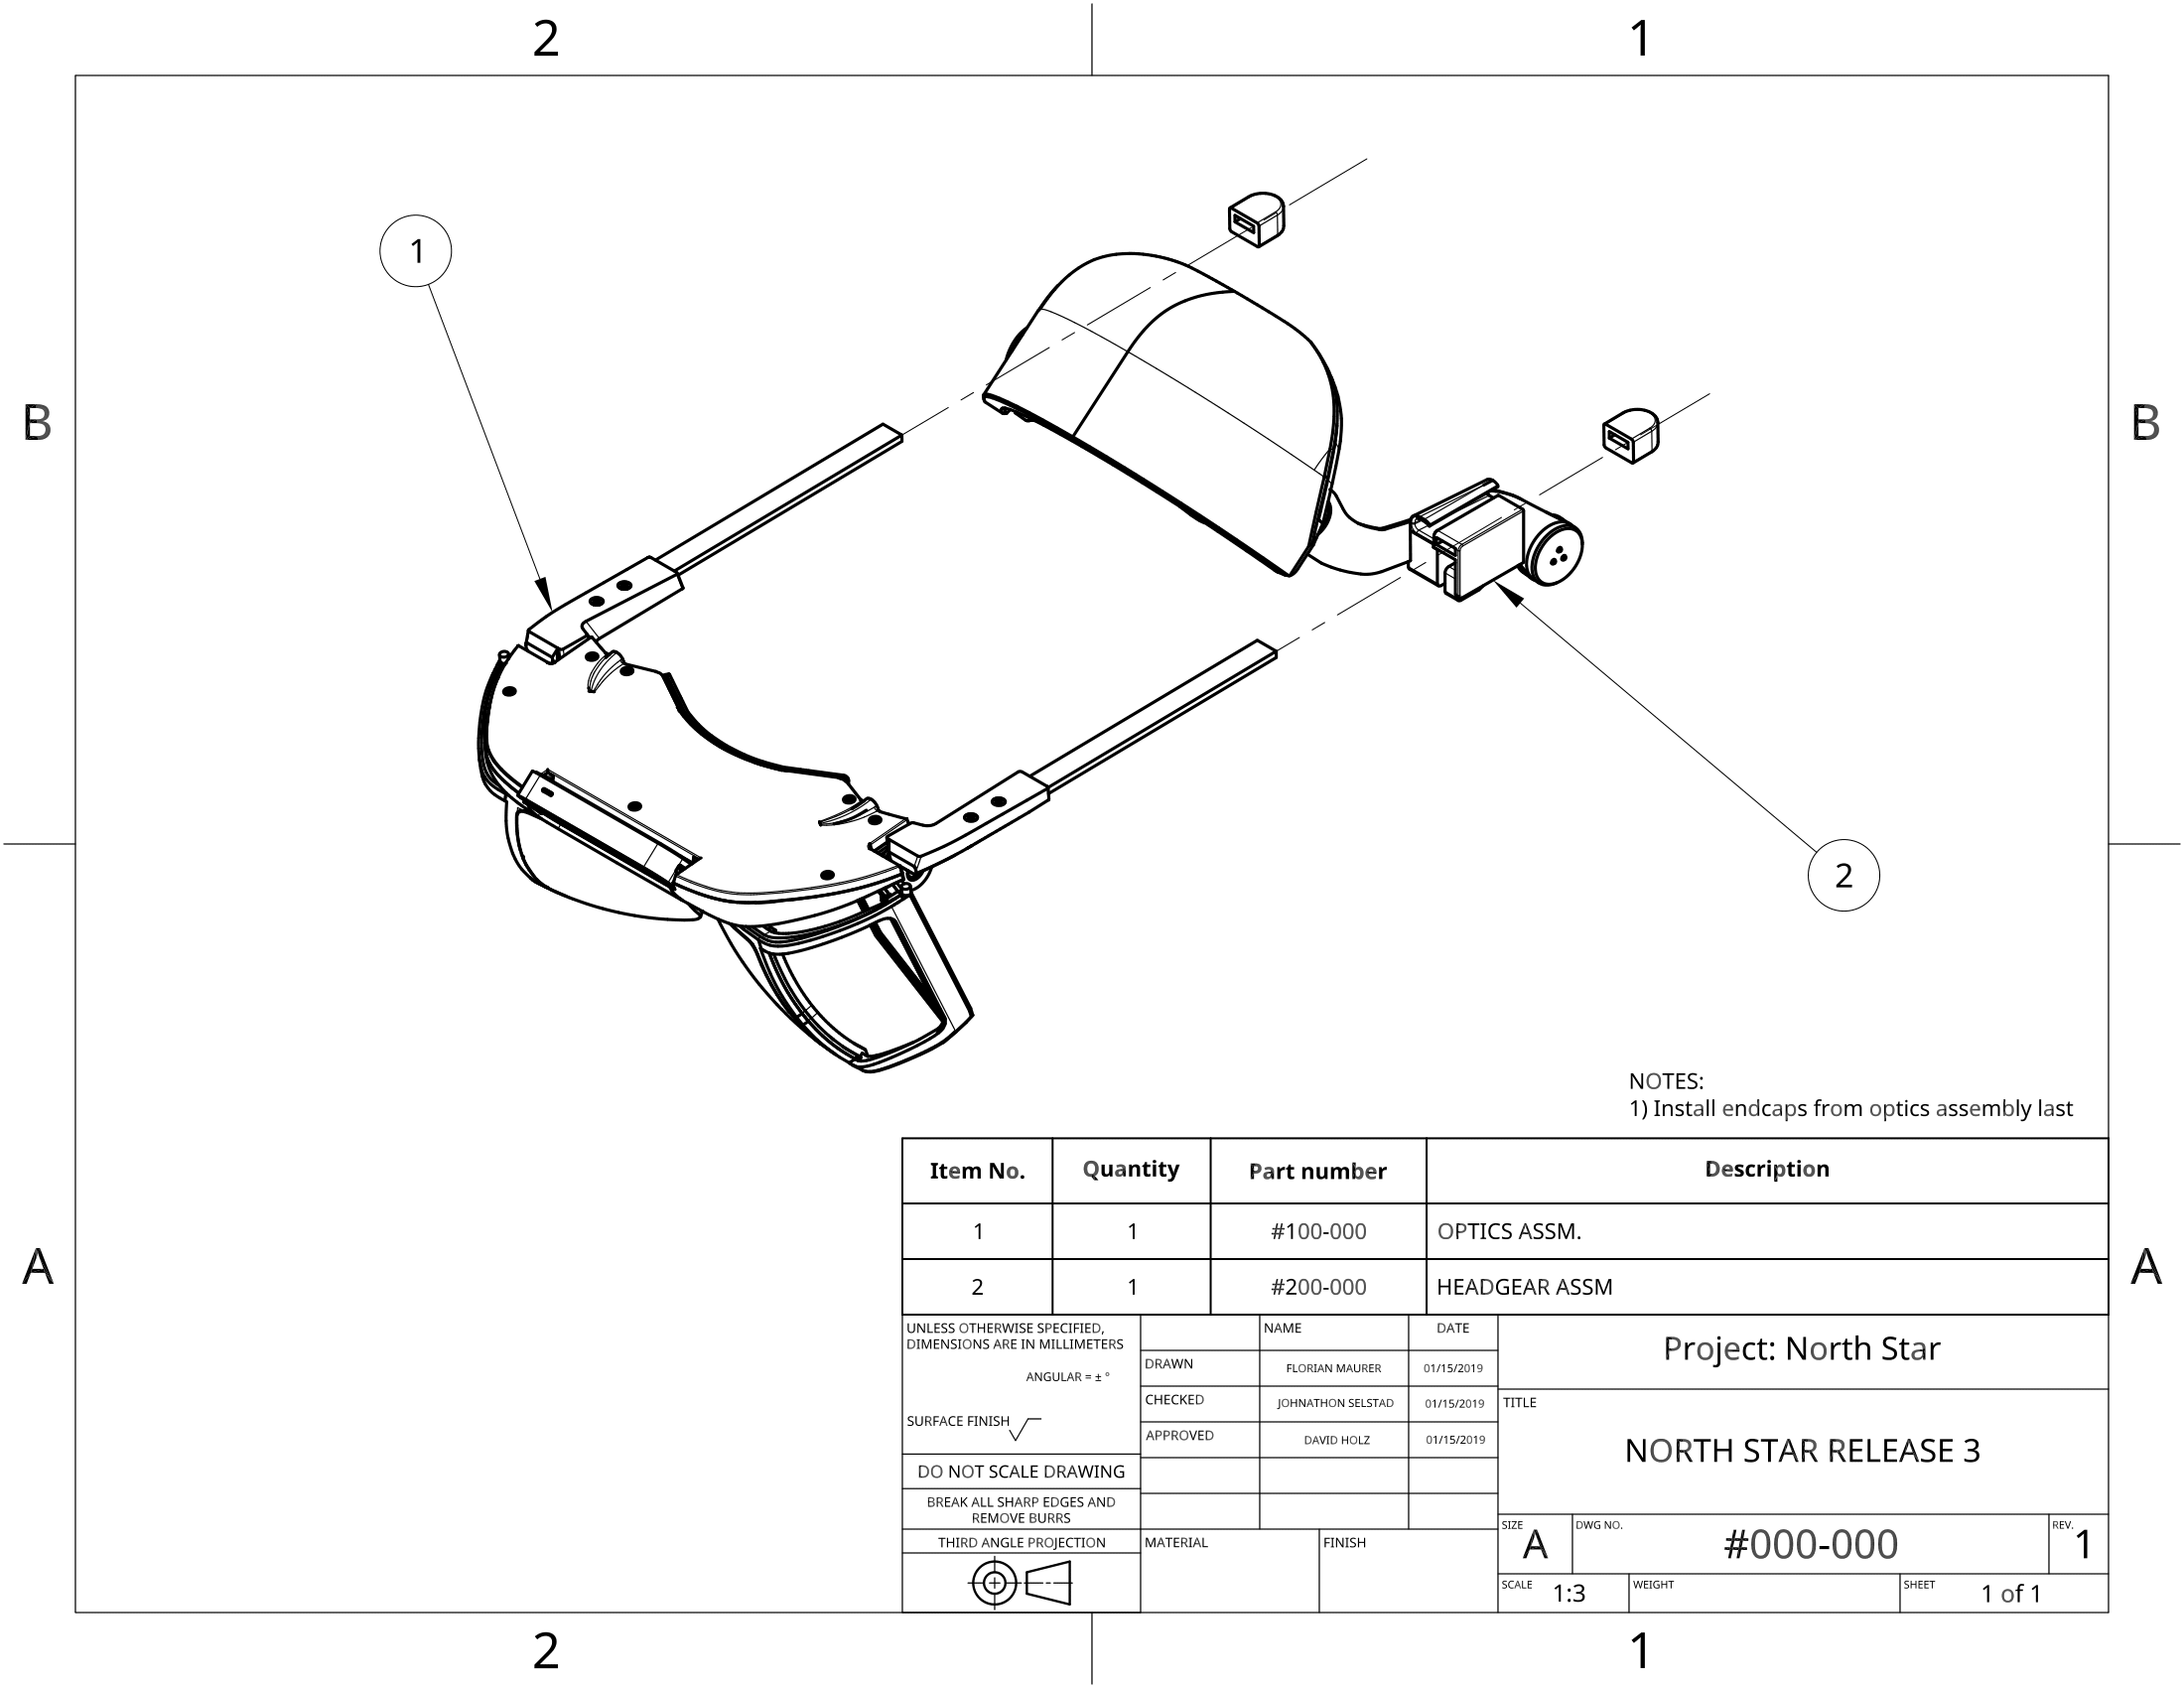 2
1
B
B
1
2
NOTES:
1) Install endcaps from optics assembly last
Item No. Quantity Part number Description
1 1 #100-000 OPTICS ASSM.
2 1 #200-000 HEADGEAR ASSM
A
A
UNLESS OTHERWISE SPECIFIED,
DIMENSIONS ARE IN MILLIMETERS
ANGULAR = ± °
SURFACE FINISH
DO NOT SCALE DRAWING
BREAK ALL SHARP EDGES AND
REMOVE BURRS
THIRD ANGLE PROJECTION
NAME DATE
DRAWN FLORIAN MAURER 01/15/2019
CHECKED JOHNATHON SELSTAD 01/15/2019
APPROVED DAVID HOLZ 01/15/2019
MATERIAL
FINISH
Project: North Star
TITLE
NORTH STAR RELEASE 3
SIZE A
DWG NO. #000-000
REV. 1
SCALE 1:3
WEIGHT
SHEET 1 of 1
2
1